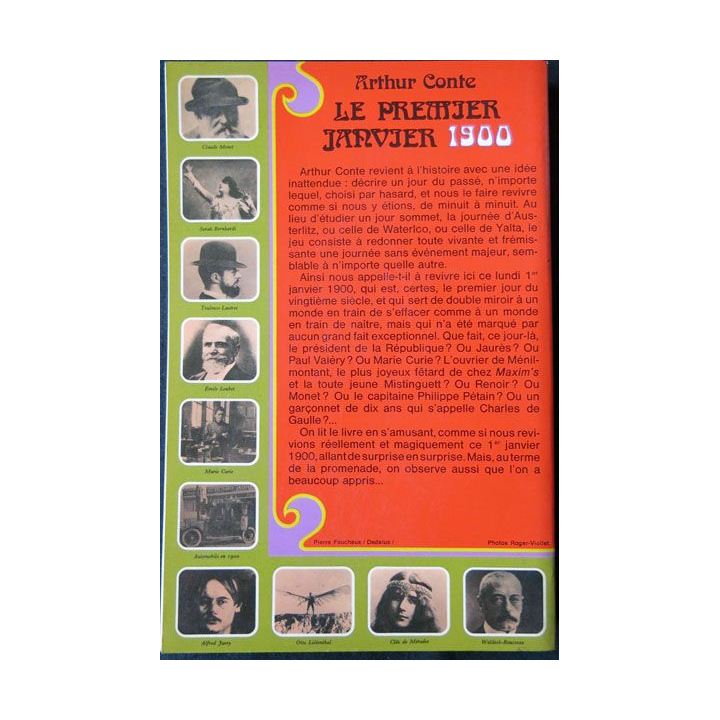 Arthur Conte
LE PREMIER
JANVIER 1900
Arthur Conte revient à l'histoire avec une idée
inattendue : décrire un jour du passé, n'importe
lequel, choisi par hasard, et nous le faire revivre
comme si nous y étions, de minuit à minuit. Au
lieu d'étudier un jour sommet, la journée d'Aus-
terlitz, ou celle de Waterloo, ou celle de Yalta, le
jeu consiste à redonner toute vivante et frémis-
sante une journée sans événement majeur, sem-
blable à n'importe quelle autre.
Ainsi nous appelle-t-il à revivre ici ce lundi 1er
janvier 1900, qui est, certes, le premier jour du
vingtième siècle, et qui sert de double miroir à un
monde en train de s'effacer comme à un monde
en train de naître, mais qui n'a été marqué par
aucun grand fait exceptionnel. Que fait, ce jour-là,
le président de la République ? Ou Jaurès ? Ou
Paul Valéry ? Ou Marie Curie ? L'ouvrier de Ménil-
montant, le plus joyeux fêtard de chez Maxim's
et la toute jeune Mistinguett ? Ou Renoir ? Ou
Monet ? Ou le capitaine Philippe Pétain ? Ou un
garçonnet de dix ans qui s'appelle Charles de
Gaulle ?...
On lit le livre en s'amusant, comme si nous revi-
vions réellement et magiquement ce 1er janvier
1900, allant de surprise en surprise. Mais, au terme
de la promenade, on observe aussi que l'on a
beaucoup appris...
Pierre Faucheux / Dedalus /
Photos Roger-Viollet.
Claude Monet
Sarah Bernhardt
Toulouse Lautrec
Emile Loubet
Marie Curie
Automobile en 1900
Alfred Jarry
Otto Lilienthal
Cléo de Mérode
Waldeck-Rousseau